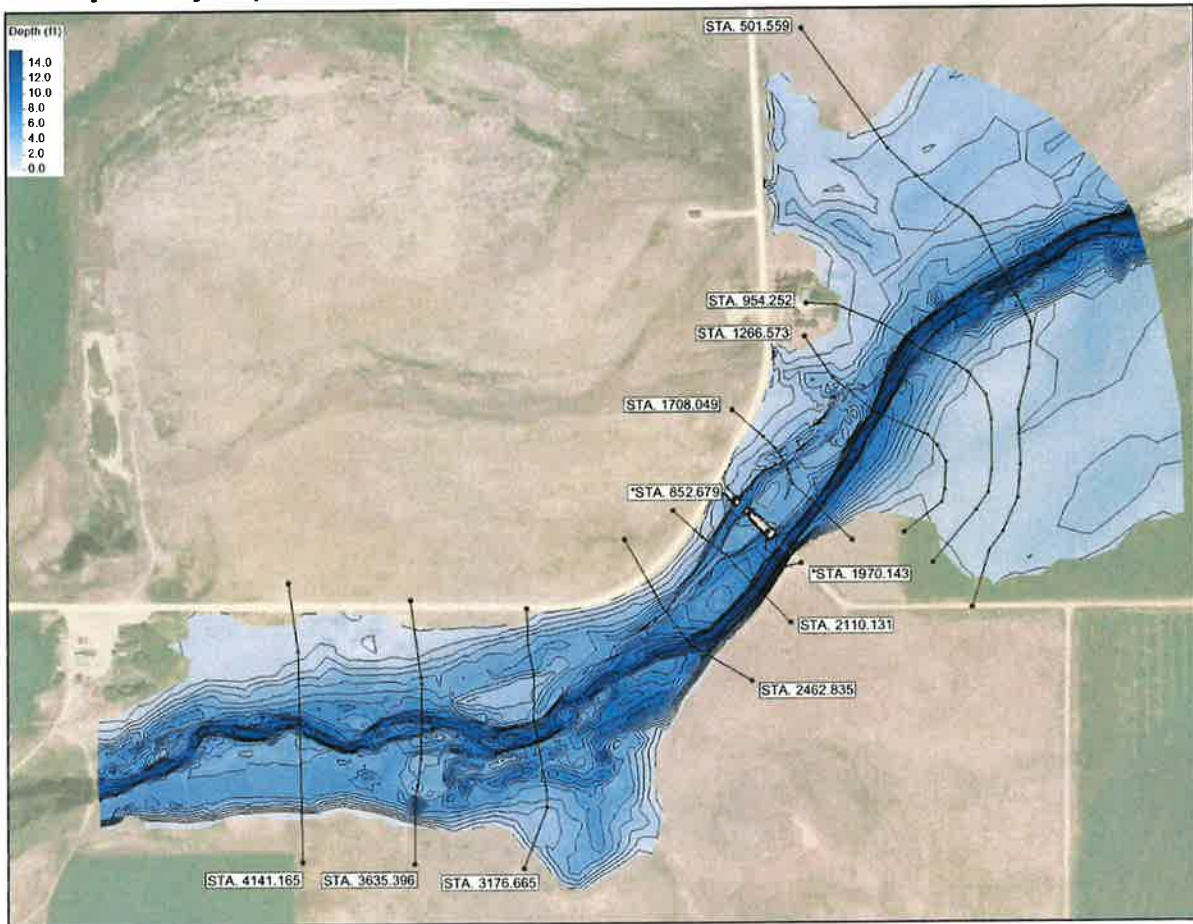 STA. 501.559
Depth (ft)
14.0
12.0
10.0
8.0
6.0
4.0
2.0
0.0
STA. 954.252
STA. 1266.573
STA. 1708.049
*STA. 852.679
*STA. 1970.143
STA. 2110.131
STA. 2462.835
STA. 4141.165
STA. 3635.396
STA. 3176.665